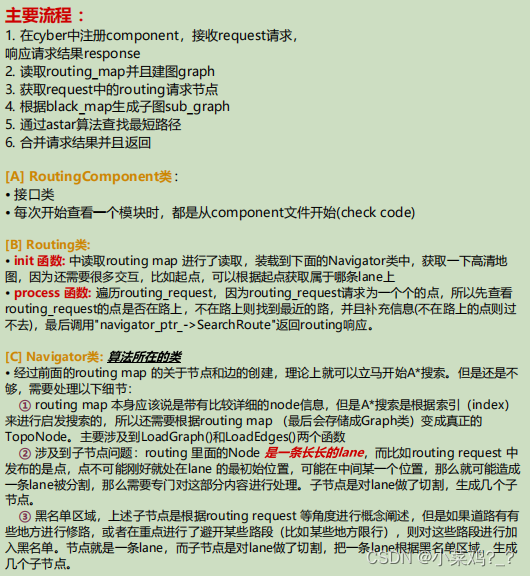 主要流程：
1. 在cyber中注册component，接收request请求，
响应请求结果response
2. 读取routing_map并且建图graph
3. 获取request中的routing请求节点
4. 根据black_map生成子图sub_graph
5. 通过astar算法查找最短路径
6. 合并请求结果并且返回
[A] RoutingComponent类：
• 接口类
• 每次开始查看一个模块时，都是从component文件开始(check code)
[B] Routing类:
• init 函数: 中读取routing map 进行了读取，装载到下面的Navigator类中，获取一下高清地
图，因为还需要很多交互，比如起点，可以根据起点获取属于哪条lane上
• process 函数: 遍历routing_request，因为routing_request请求为一个个的点，所以先查看
routing_request的点是否在路上，不在路上则找到最近的路，并且补充信息(不在路上的点则过
不去)，最后调用"navigator_ptr_->SearchRoute"返回routing响应。
[C] Navigator类: 算法所在的类
• 经过前面的routing map 的关于节点和边的创建，理论上就可以立马开始A*搜索。但是还是不
够，需要处理以下细节：
① routing map 本身应该说是带有比较详细的node信息，但是A*搜索是根据索引（index）
来进行启发搜索的，所以还需要根据routing map （最后会存储成Graph类）变成真正的
TopoNode。主要涉及到LoadGraph()和LoadEdges()两个函数
② 涉及到子节点问题：routing 里面的Node 是一条长长的lane，而比如routing request 中
发布的是点，点不可能刚好就处在lane 的最初始位置，可能在中间某一个位置，那么就可能造成
一条lane被分割，那么需要专门对这部分内容进行处理。子节点是对lane做了切割，生成几个子
节点。
③ 黑名单区域，上述子节点是根据routing request 等角度进行概念阐述，但是如果道路有有
些地方进行修路，或者在重点进行了避开某些路段（比如某些地方限行），则对这些路段进行加
入黑名单。节点就是一条lane，而子节点是对lane做了切割，把一条lane根据黑名单区域，生成
几个子节点。
CSDN @小菜鸡?_?